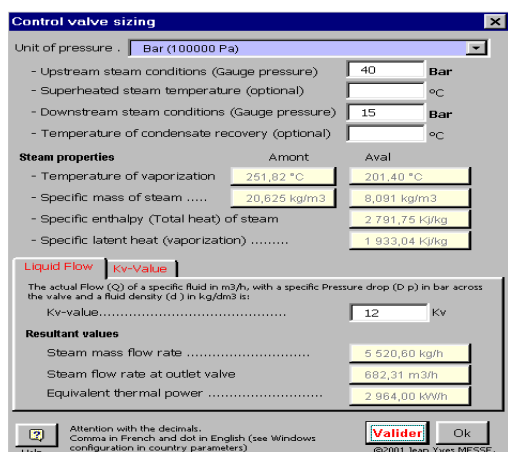 Control valve sizing
Unit of pressure . Bar (100000 Pa)
- Upstream steam conditions (Gauge pressure) 40 Bar
- Superheated steam temperature (optional) °C
- Downstream steam conditions (Gauge pressure) 15 Bar
- Temperature of condensate recovery (optional) °C
Steam properties Amont Aval
- Temperature of vaporization 251,82 °C 201,40 °C
- Specific mass of steam ..... 20,625 kg/m3 8,091 kg/m3
- Specific enthalpy (Total heat) of steam 2 791,75 Kj/kg
- Specific latent heat (vaporization) ......... 1 933,04 Kj/kg
Liquid Flow Kv-Value
The actual Flow (Q) of a specific fluid in m3/h, with a specific Pressure drop (D p) in bar across
the valve and a fluid density (d ) in kg/dm3 is:
Kv-value.......................................... 12 Kv
Resultant values
Steam mass flow rate ............................ 5 520,60 kg/h
Steam flow rate at outlet valve 682,31 m3/h
Equivalent thermal power ....................... 2 964,00 kW/h
Attention with the decimals.
Comma in French and dot in English (see Windows
configuration in country parameters)
Help
Valider Ok
©2001 Jean Yves MESSE.